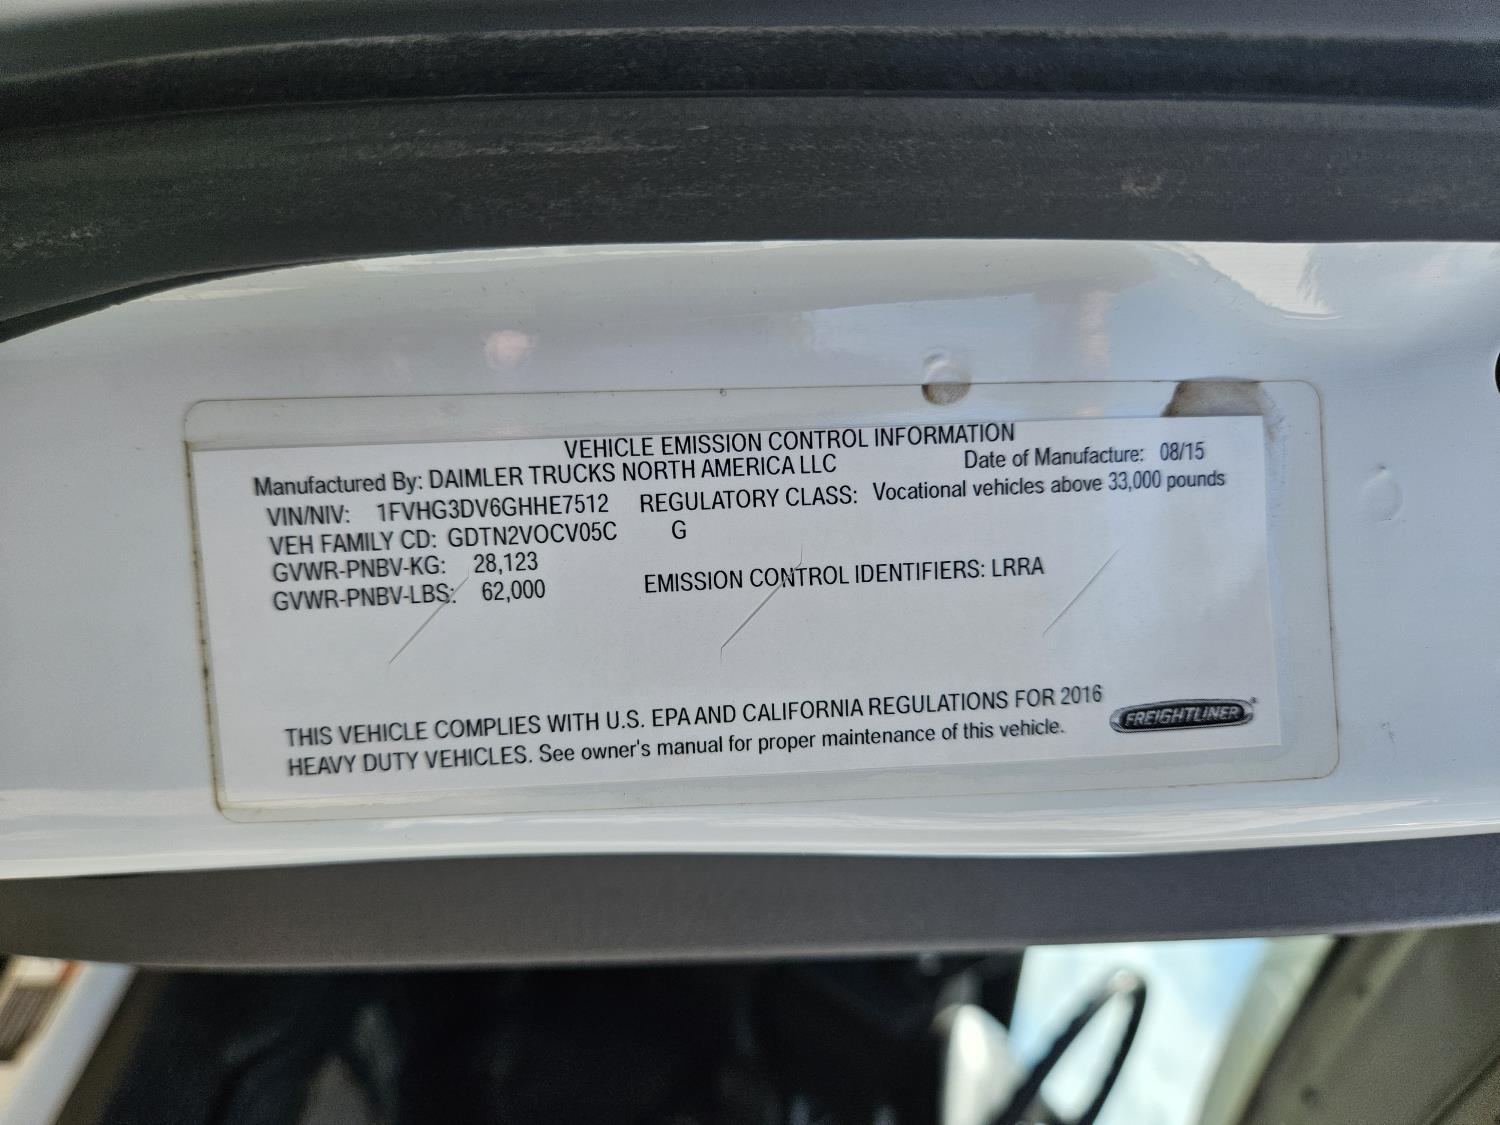 VEHICLE EMISSION CONTROL INFORMATION
Manufactured By: DAIMLER TRUCKS NORTH AMERICA LLC Date of Manufacture: 08/15
VIN/NIV: 1FVHG3DV6GHHE7512 REGULATORY CLASS: Vocational vehicles above 33,000 pounds
VEH FAMILY CD: GDTN2VOCV05C G
GVWR-PNBV-KG: 28,123
GVWR-PNBV-LBS: 62,000 EMISSION CONTROL IDENTIFIERS: LRRA
THIS VEHICLE COMPLIES WITH U.S. EPA AND CALIFORNIA REGULATIONS FOR 2016
HEAVY DUTY VEHICLES. See owner's manual for proper maintenance of this vehicle.
FREIGHTLINER